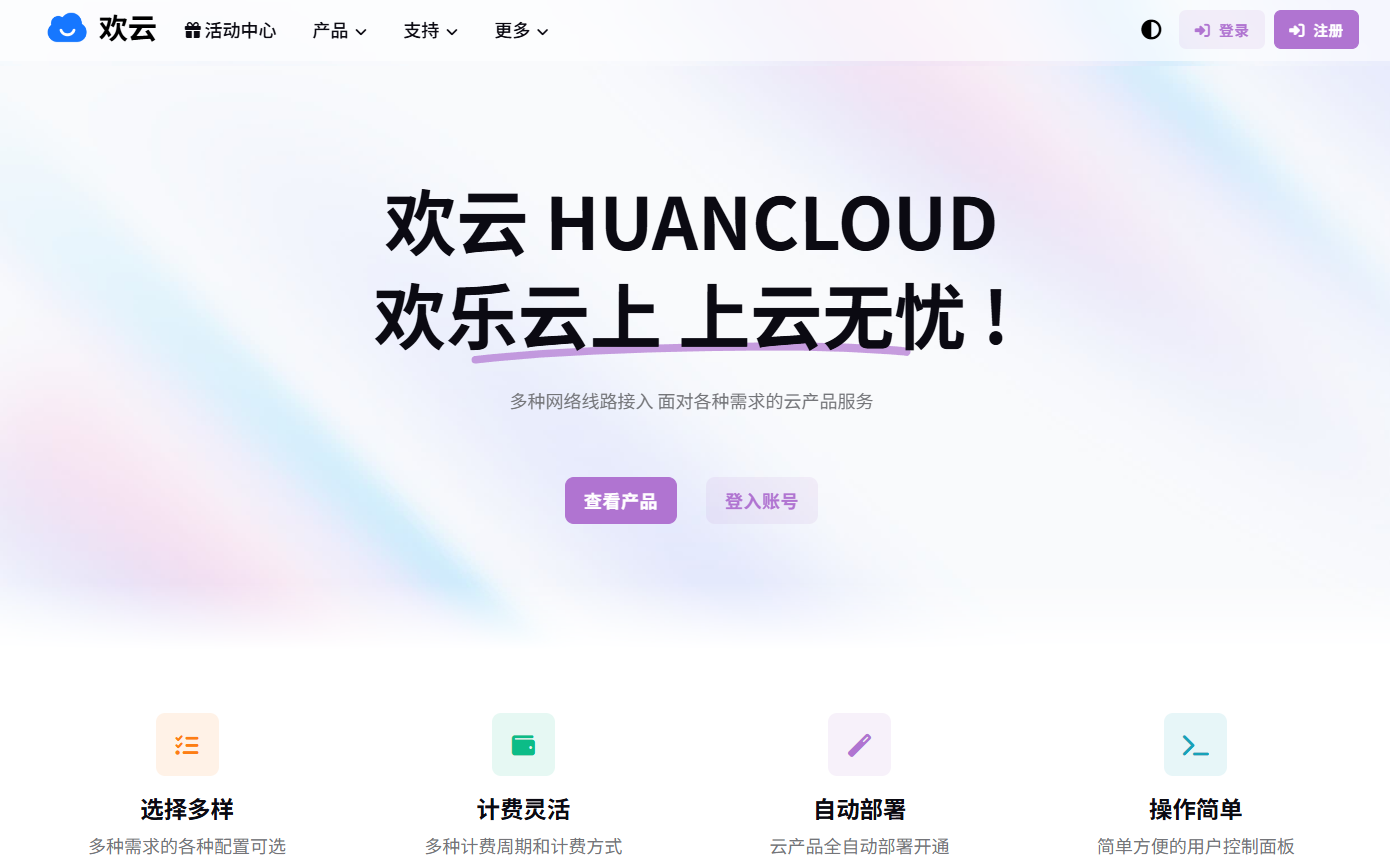 欢云 活动中心 产品 支持 更多 登录 注册
欢云 HUANCLOUD
欢乐云上 上云无忧！
多种网络线路接入 面对各种需求的云产品服务
查看产品 登入账号
选择多样 计费灵活 自动部署 操作简单
多种需求的各种配置可选 多种计费周期和计费方式 云产品全自动部署开通 简单方便的用户控制面板